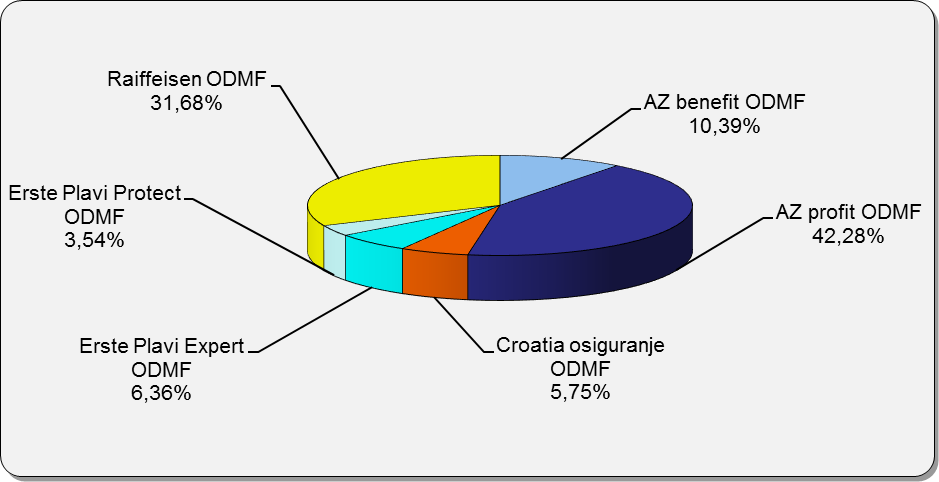 Raiffeisen ODMF
31,68%
AZ benefit ODMF
10,39%
Erste Plavi Protect
ODMF
3,54%
AZ profit ODMF
42,28%
Erste Plavi Expert
ODMF
6,36%
Croatia osiguranje
ODMF
5,75%